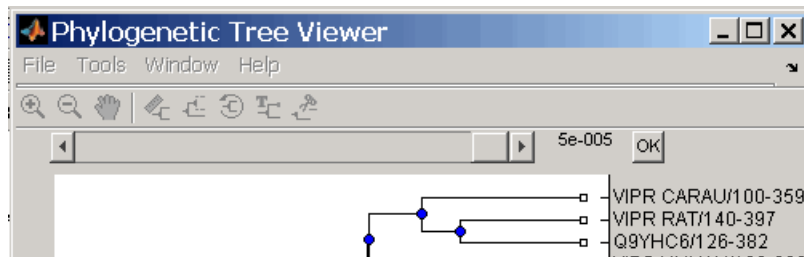 Phylogenetic Tree Viewer
File Tools Window Help
5e-005 OK
VIPR CARAU/100-359
VIPR RAT/140-397
Q9YHC6/126-382